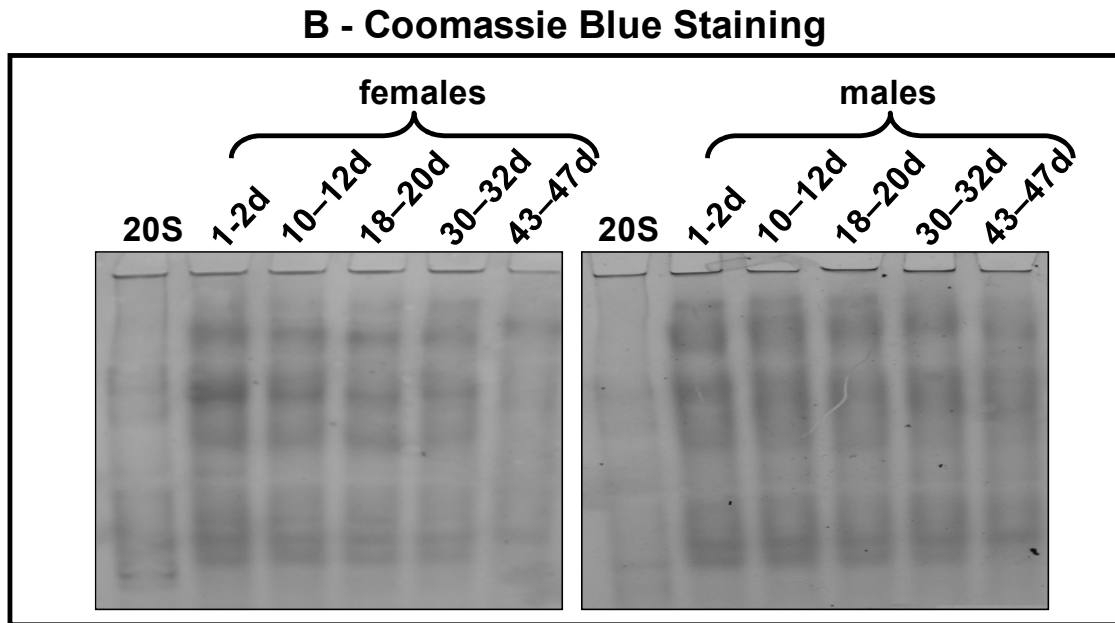 B - Coomassie Blue Staining
females males
20S 1-2d 10–12d 18–20d 30–32d 43–47d 20S 1-2d 10–12d 18–20d 30–32d 43–47d